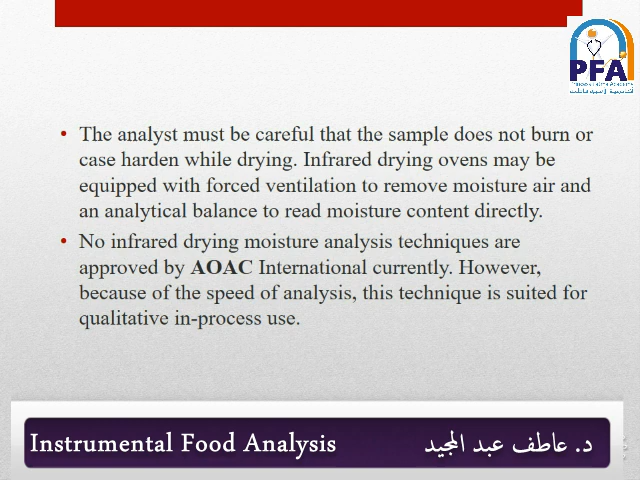 PFA
• The analyst must be careful that the sample does not burn or
case harden while drying. Infrared drying ovens may be
equipped with forced ventilation to remove moisture air and
an analytical balance to read moisture content directly.
• No infrared drying moisture analysis techniques are
approved by AOAC International currently. However,
because of the speed of analysis, this technique is suited for
qualitative in-process use.
Instrumental Food Analysis
د. عاطف عبد المجيد